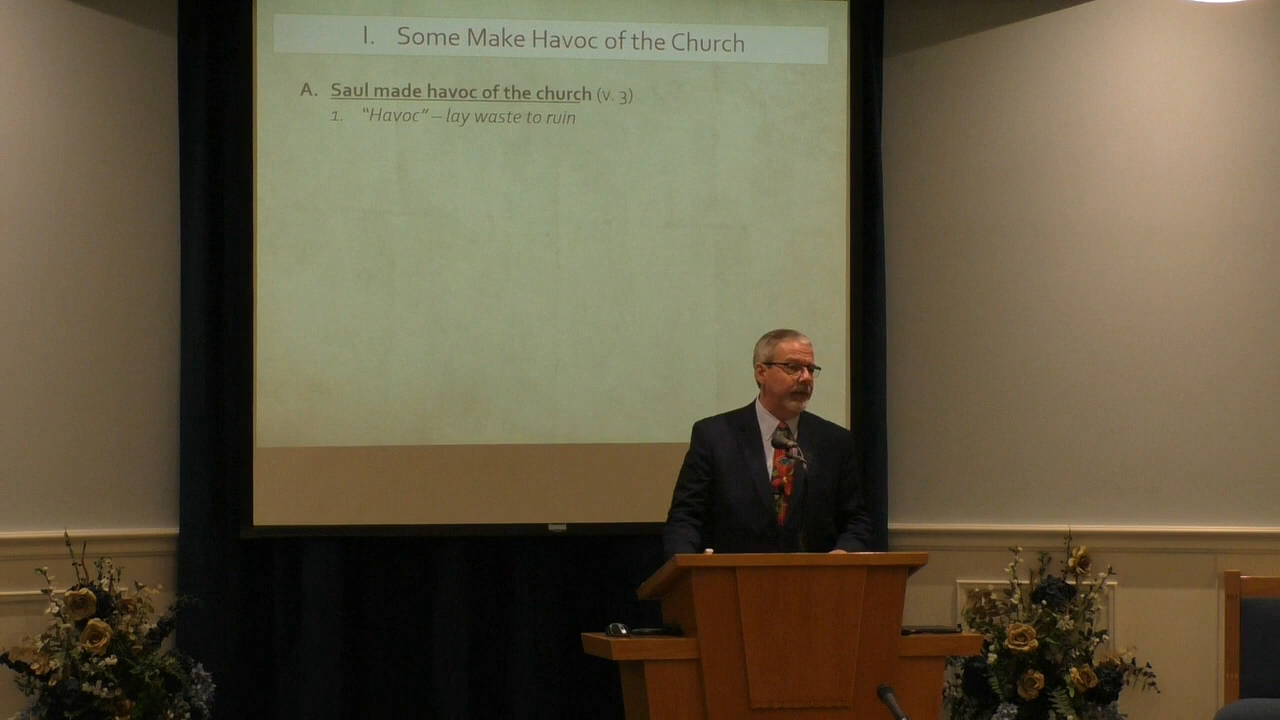 I. Some Make Havoc of the Church
A. Saul made havoc of the church (v. 3)
1. "Havoc" – lay waste to ruin